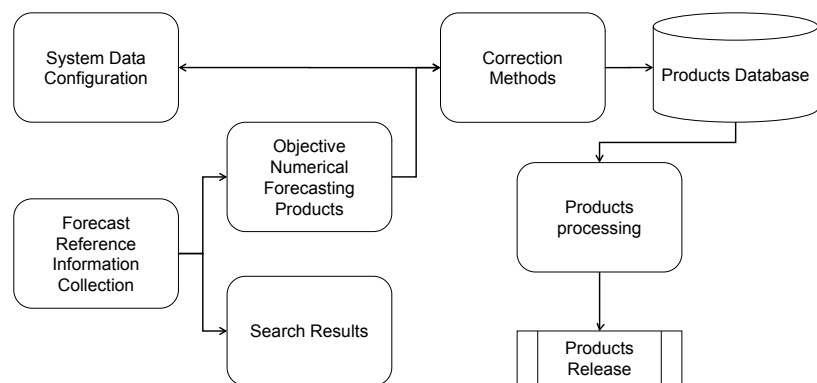 System Data
Configuration
Correction
Methods
Products Database
Objective
Numerical
Forecasting
Products
Forecast
Reference
Information
Collection
Products
processing
Search Results
Products
Release